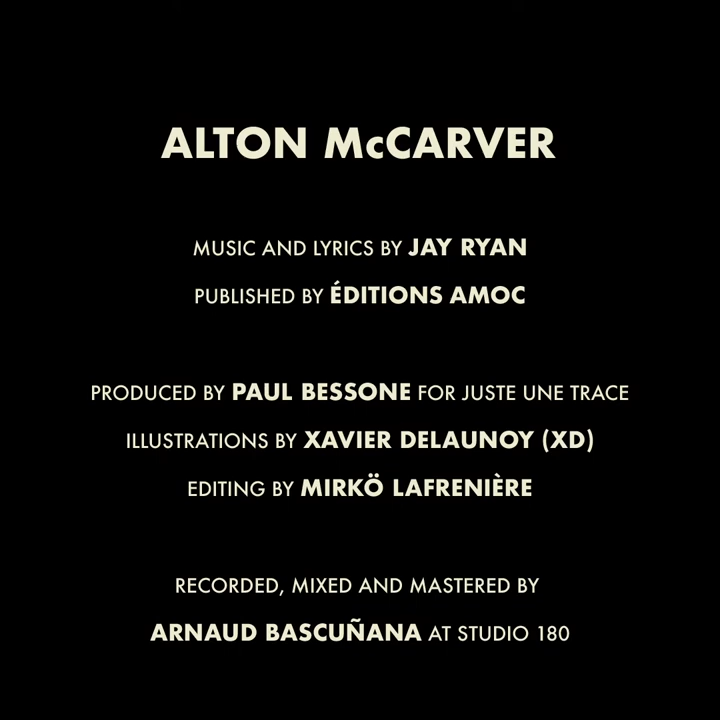 ALTON McCARVER
MUSIC AND LYRICS BY JAY RYAN
PUBLISHED BY ÉDITIONS AMOC
PRODUCED BY PAUL BESSONE FOR JUSTE UNE TRACE
ILLUSTRATIONS BY XAVIER DELAUNOY (XD)
EDITING BY MIRKÖ LAFRENIÈRE
RECORDED, MIXED AND MASTERED BY
ARNAUD BASCUÑANA AT STUDIO 180